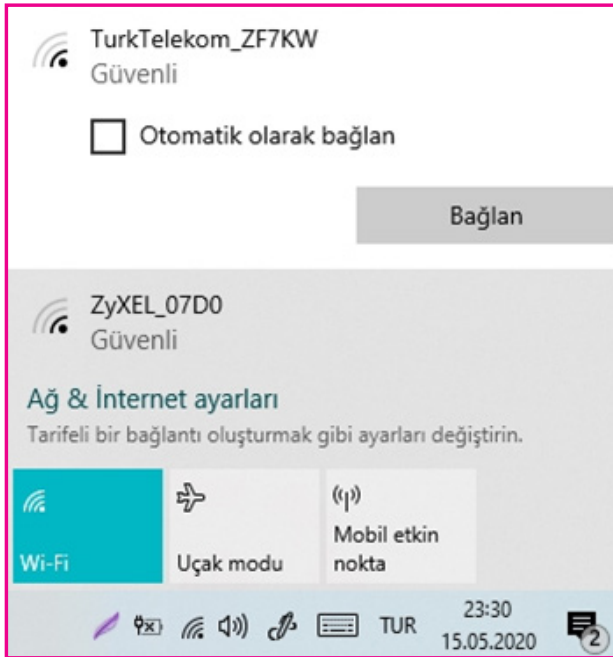 TurkTelekom_ZF7KW
Güvenli
Otomatik olarak bağlan
Bağlan
ZyXEL_07D0
Güvenli
Ağ & İnternet ayarları
Tarifeli bir bağlantı oluşturmak gibi ayarları değiştirin.
Wi-Fi
Uçak modu
Mobil etkin
nokta
TUR
23:30
15.05.2020
2